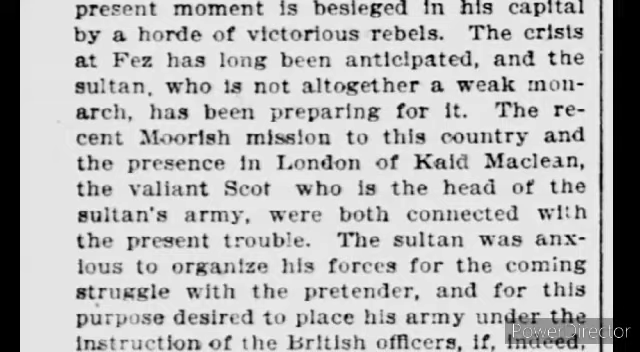 present moment is besieged in his capital
by a horde of victorious rebels. The crisis
at Fez has long been anticipated, and the
sultan, who is not altogether a weak mon-
arch, has been preparing for it. The re-
cent Moorish mission to this country and
the presence in London of Kaid Maclean,
the valiant Scot who is the head of the
sultan's army, were both connected with
the present trouble. The sultan was anx-
ious to organize his forces for the coming
struggle with the pretender, and for this
purpose desired to place his army under the
instruction of the British officers, if, indeed,
PowerDirector